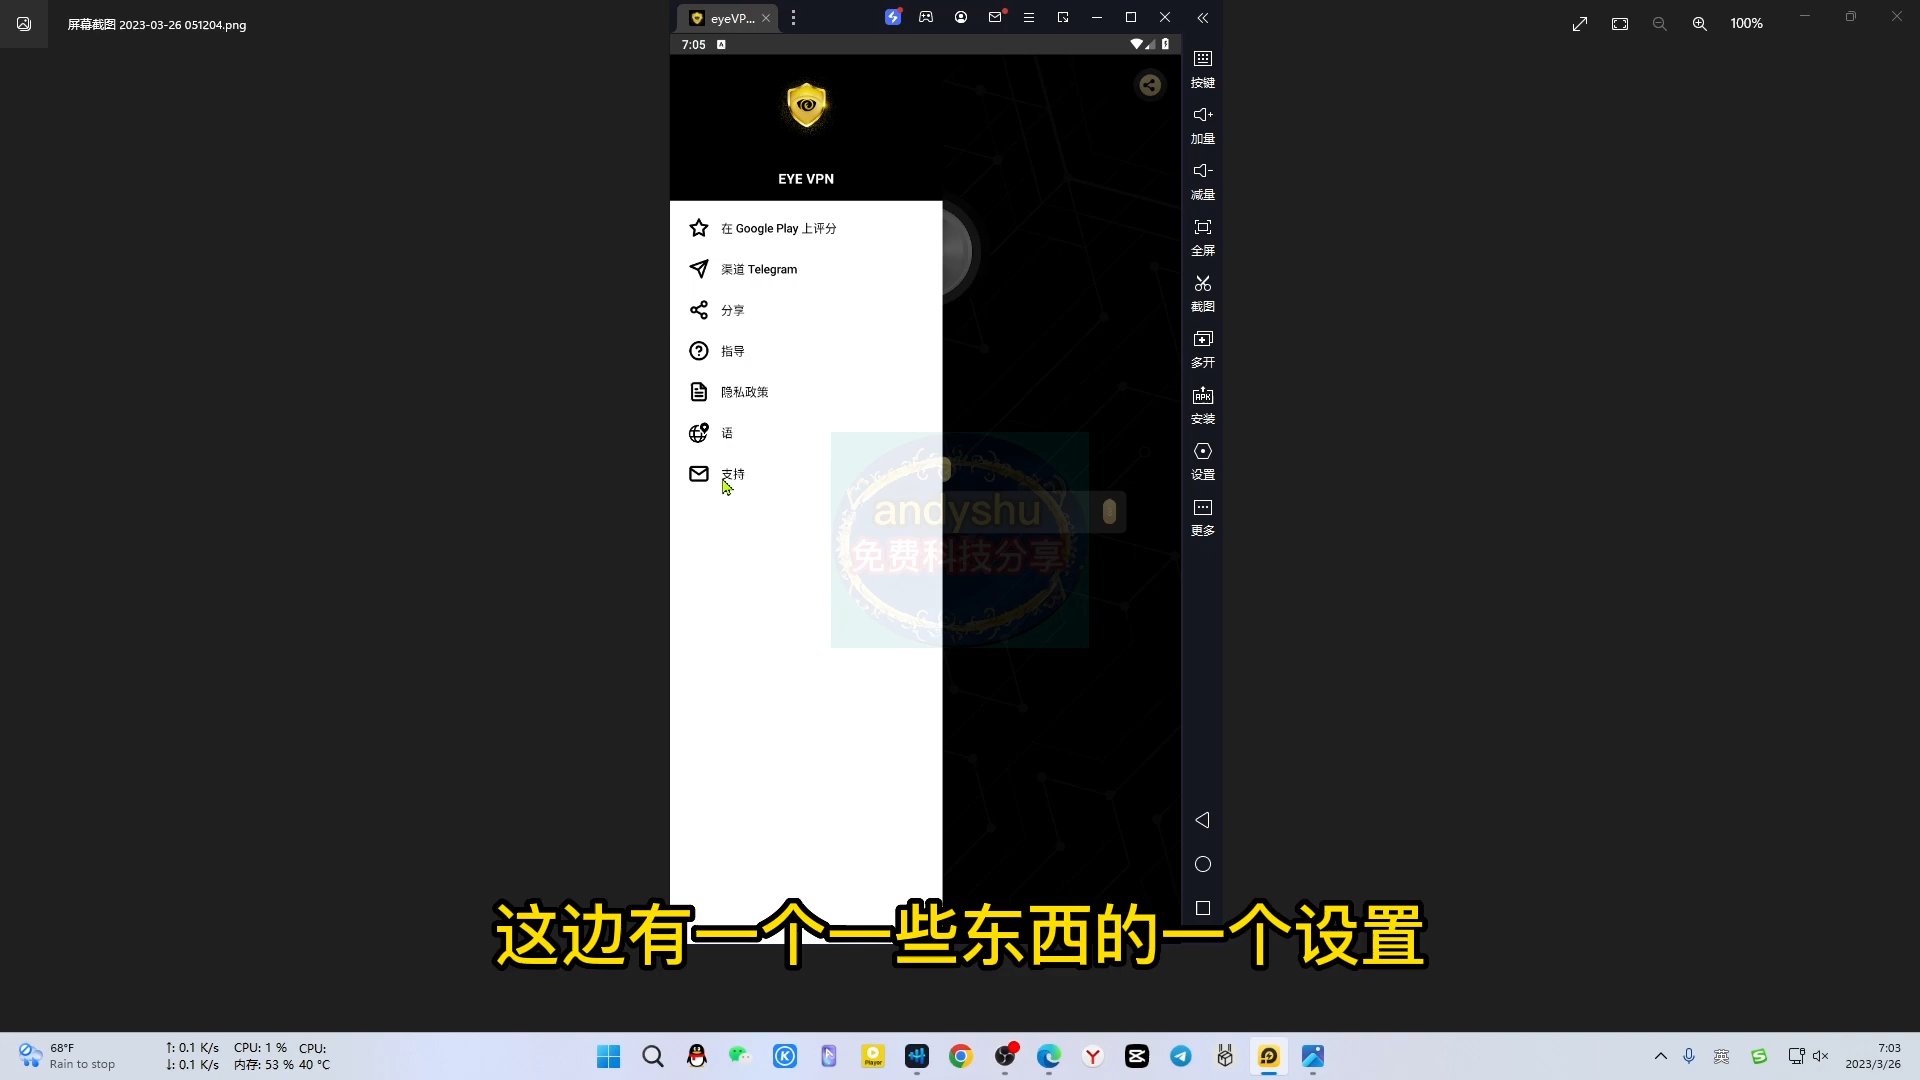 屏幕截图 2023-03-26 051204.png
eyeVP...
100%
7:05
按键
加量
减量
全屏
截图
多开
安装
设置
更多
EYE VPN
在 Google Play 上评分
渠道 Telegram
分享
指导
隐私政策
语
支持
andyshu
免费科技分享
这边有一个一些东西的一个设置
68°F
Rain to stop
↑: 0.1 K/s
↓: 0.1 K/s
CPU: 1 %
内存: 53 %
CPU:
40 °C
英
7:03
2023/3/26